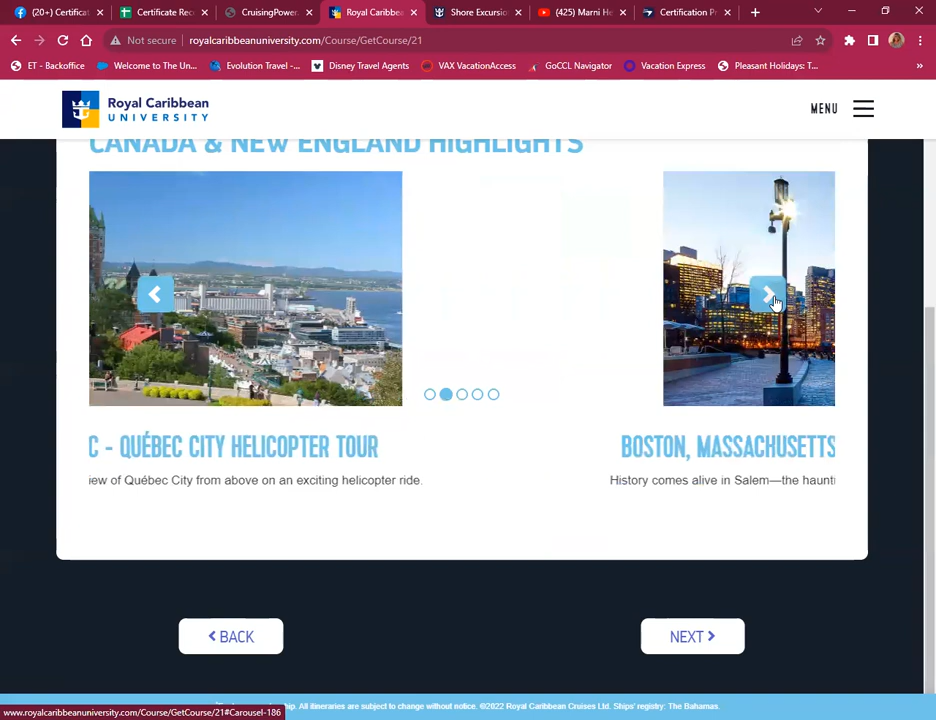 (20+) Certificat
Certificate Rec
CruisingPower.
Royal Caribbea
Shore Excursio
(425) Marni He
Certification Pr
Not secure royalcaribbeanuniversity.com/Course/GetCourse/21
ET - Backoffice
Welcome to The Un...
Evolution Travel -...
Disney Travel Agents
VAX VacationAccess
GoCCL Navigator
Vacation Express
Pleasant Holidays: T...
»
Royal Caribbean
UNIVERSITY
MENU
CANADA & NEW ENGLAND HIGHLIGHTS
C - QUÉBEC CITY HELICOPTER TOUR
iew of Québec City from above on an exciting helicopter ride.
BOSTON, MASSACHUSETTS
History comes alive in Salem—the haunti
BACK
NEXT
ship. All itineraries are subject to change without notice. ©2022 Royal Caribbean Cruises Ltd. Ships' registry: The Bahamas.
www.royalcaribbeanuniversity.com/Course/GetCourse/21#Carousel-186